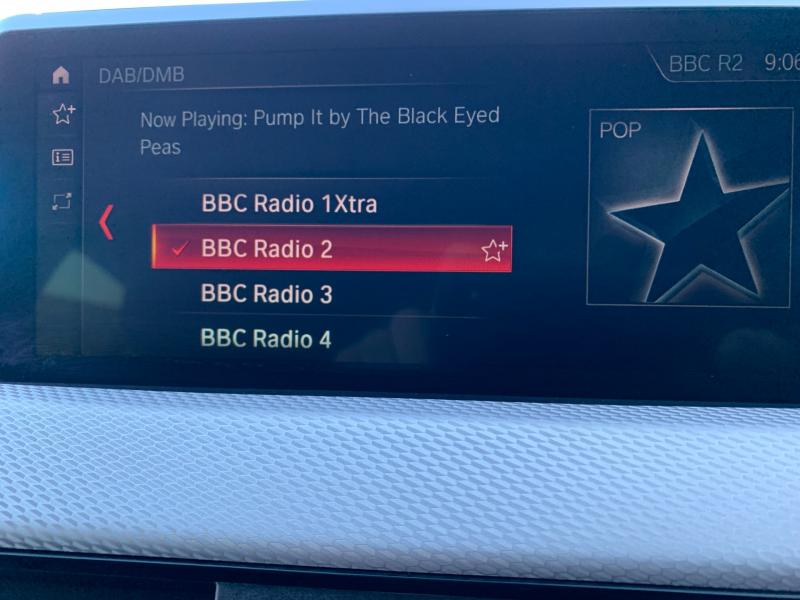 DAB/DMB
BBC R2 9:06
Now Playing: Pump It by The Black Eyed
Peas
POP
BBC Radio 1Xtra
BBC Radio 2
BBC Radio 3
BBC Radio 4